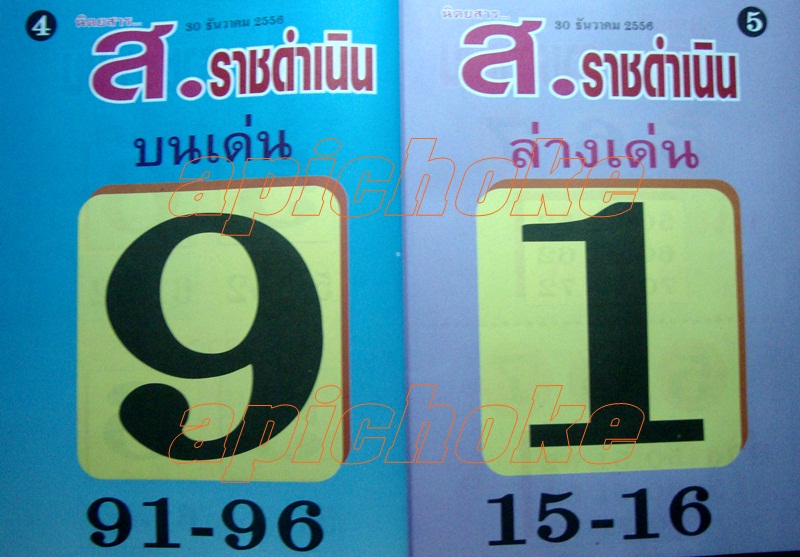 4
นิตยสาร...
30 ธันวาคม 2556
ส.ราชดำเนิน
บนเด่น
9
91-96
5
นิตยสาร...
30 ธันวาคม 2556
ส.ราชดำเนิน
ล่างเด่น
1
15-16
apichoke
apichoke